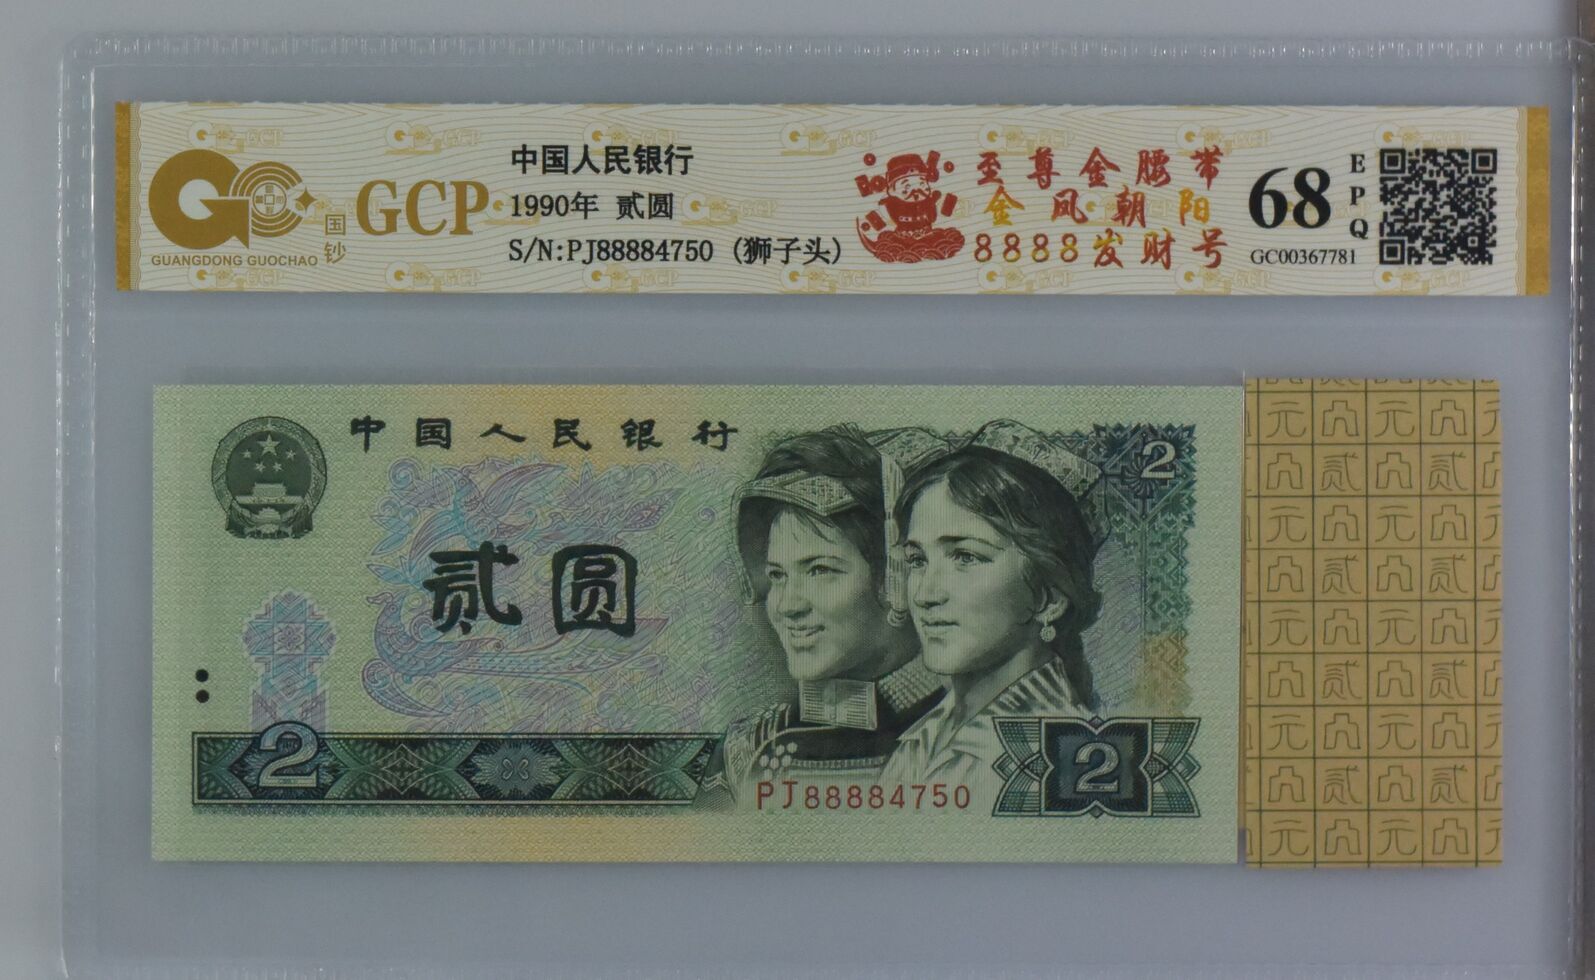 GCP
国钞
GUANGDONG GUOCHAO
中国人民银行
1990年 贰圆
S/N:PJ88884750 (狮子头)
至尊金腰带
金凤朝阳
8888发财号
68
EPQ
GC00367781
中国人民银行
2
贰圆
2
PJ88884750
2